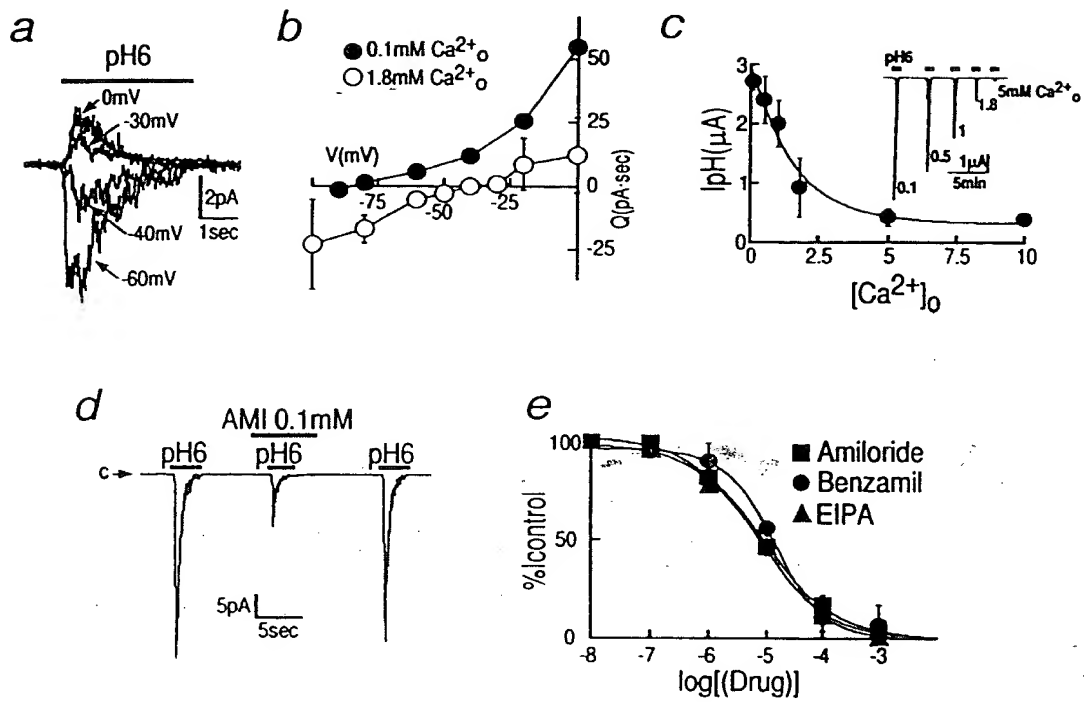 a
pH6
0mV
-30mV
2pA
1sec
-40mV
-60mV
b
0.1mM Ca2+o
1.8mM Ca2+o
V(mV)
-75
-50
-25
50
25
0
-25
Q(pA·sec)
c
IpH(μA)
3
2
1
0
0
2.5
5
7.5
10
[Ca2+]o
pH6
5mM Ca2+o
1.8
1
0.5
0.1
1μA
5min
d
AMI 0.1mM
pH6
pH6
pH6
c
5pA
5sec
e
%Icontrol
100
50
0
-8
-7
-6
-5
-4
-3
log[(Drug)]
Amiloride
Benzamil
EIPA